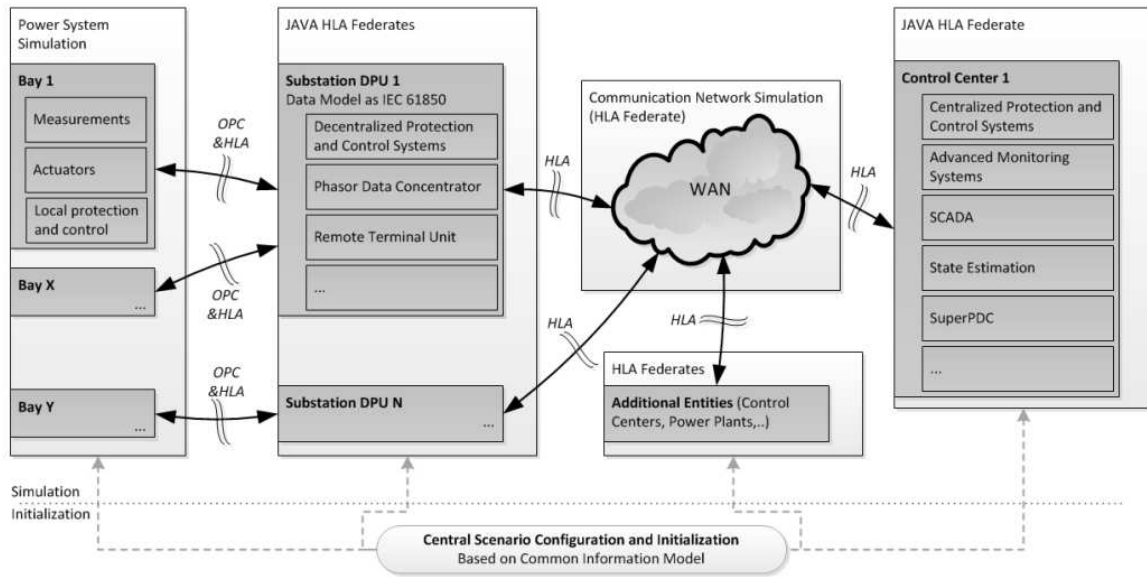 Power System
Simulation
Bay 1
Measurements
Actuators
Local protection
and control
Bay X
...
Bay Y
...
OPC
&HLA
OPC
&HLA
OPC
&HLA
JAVA HLA Federates
Substation DPU 1
Data Model as IEC 61850
Decentralized Protection
and Control Systems
Phasor Data Concentrator
Remote Terminal Unit
...
Substation DPU N
...
HLA
HLA
HLA
HLA
Communication Network Simulation
(HLA Federate)
WAN
HLA Federates
Additional Entities (Control
Centers, Power Plants,..)
JAVA HLA Federate
Control Center 1
Centralized Protection and
Control Systems
Advanced Monitoring
Systems
SCADA
State Estimation
SuperPDC
...
Simulation
Initialization
Central Scenario Configuration and Initialization
Based on Common Information Model